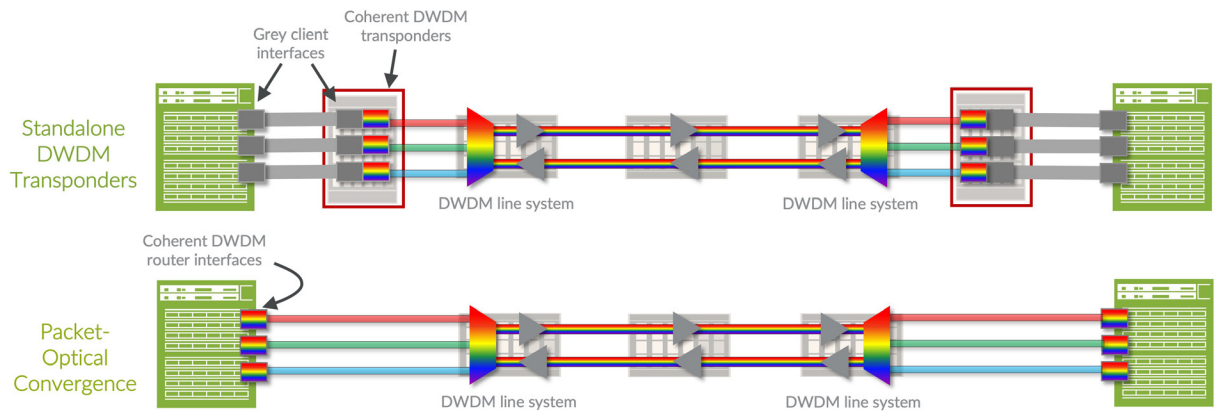 Coherent DWDM
transponders
Grey client
interfaces
Standalone
DWDM
Transponders
DWDM line system
DWDM line system
Coherent DWDM
router interfaces
Packet-
Optical
Convergence
DWDM line system
DWDM line system